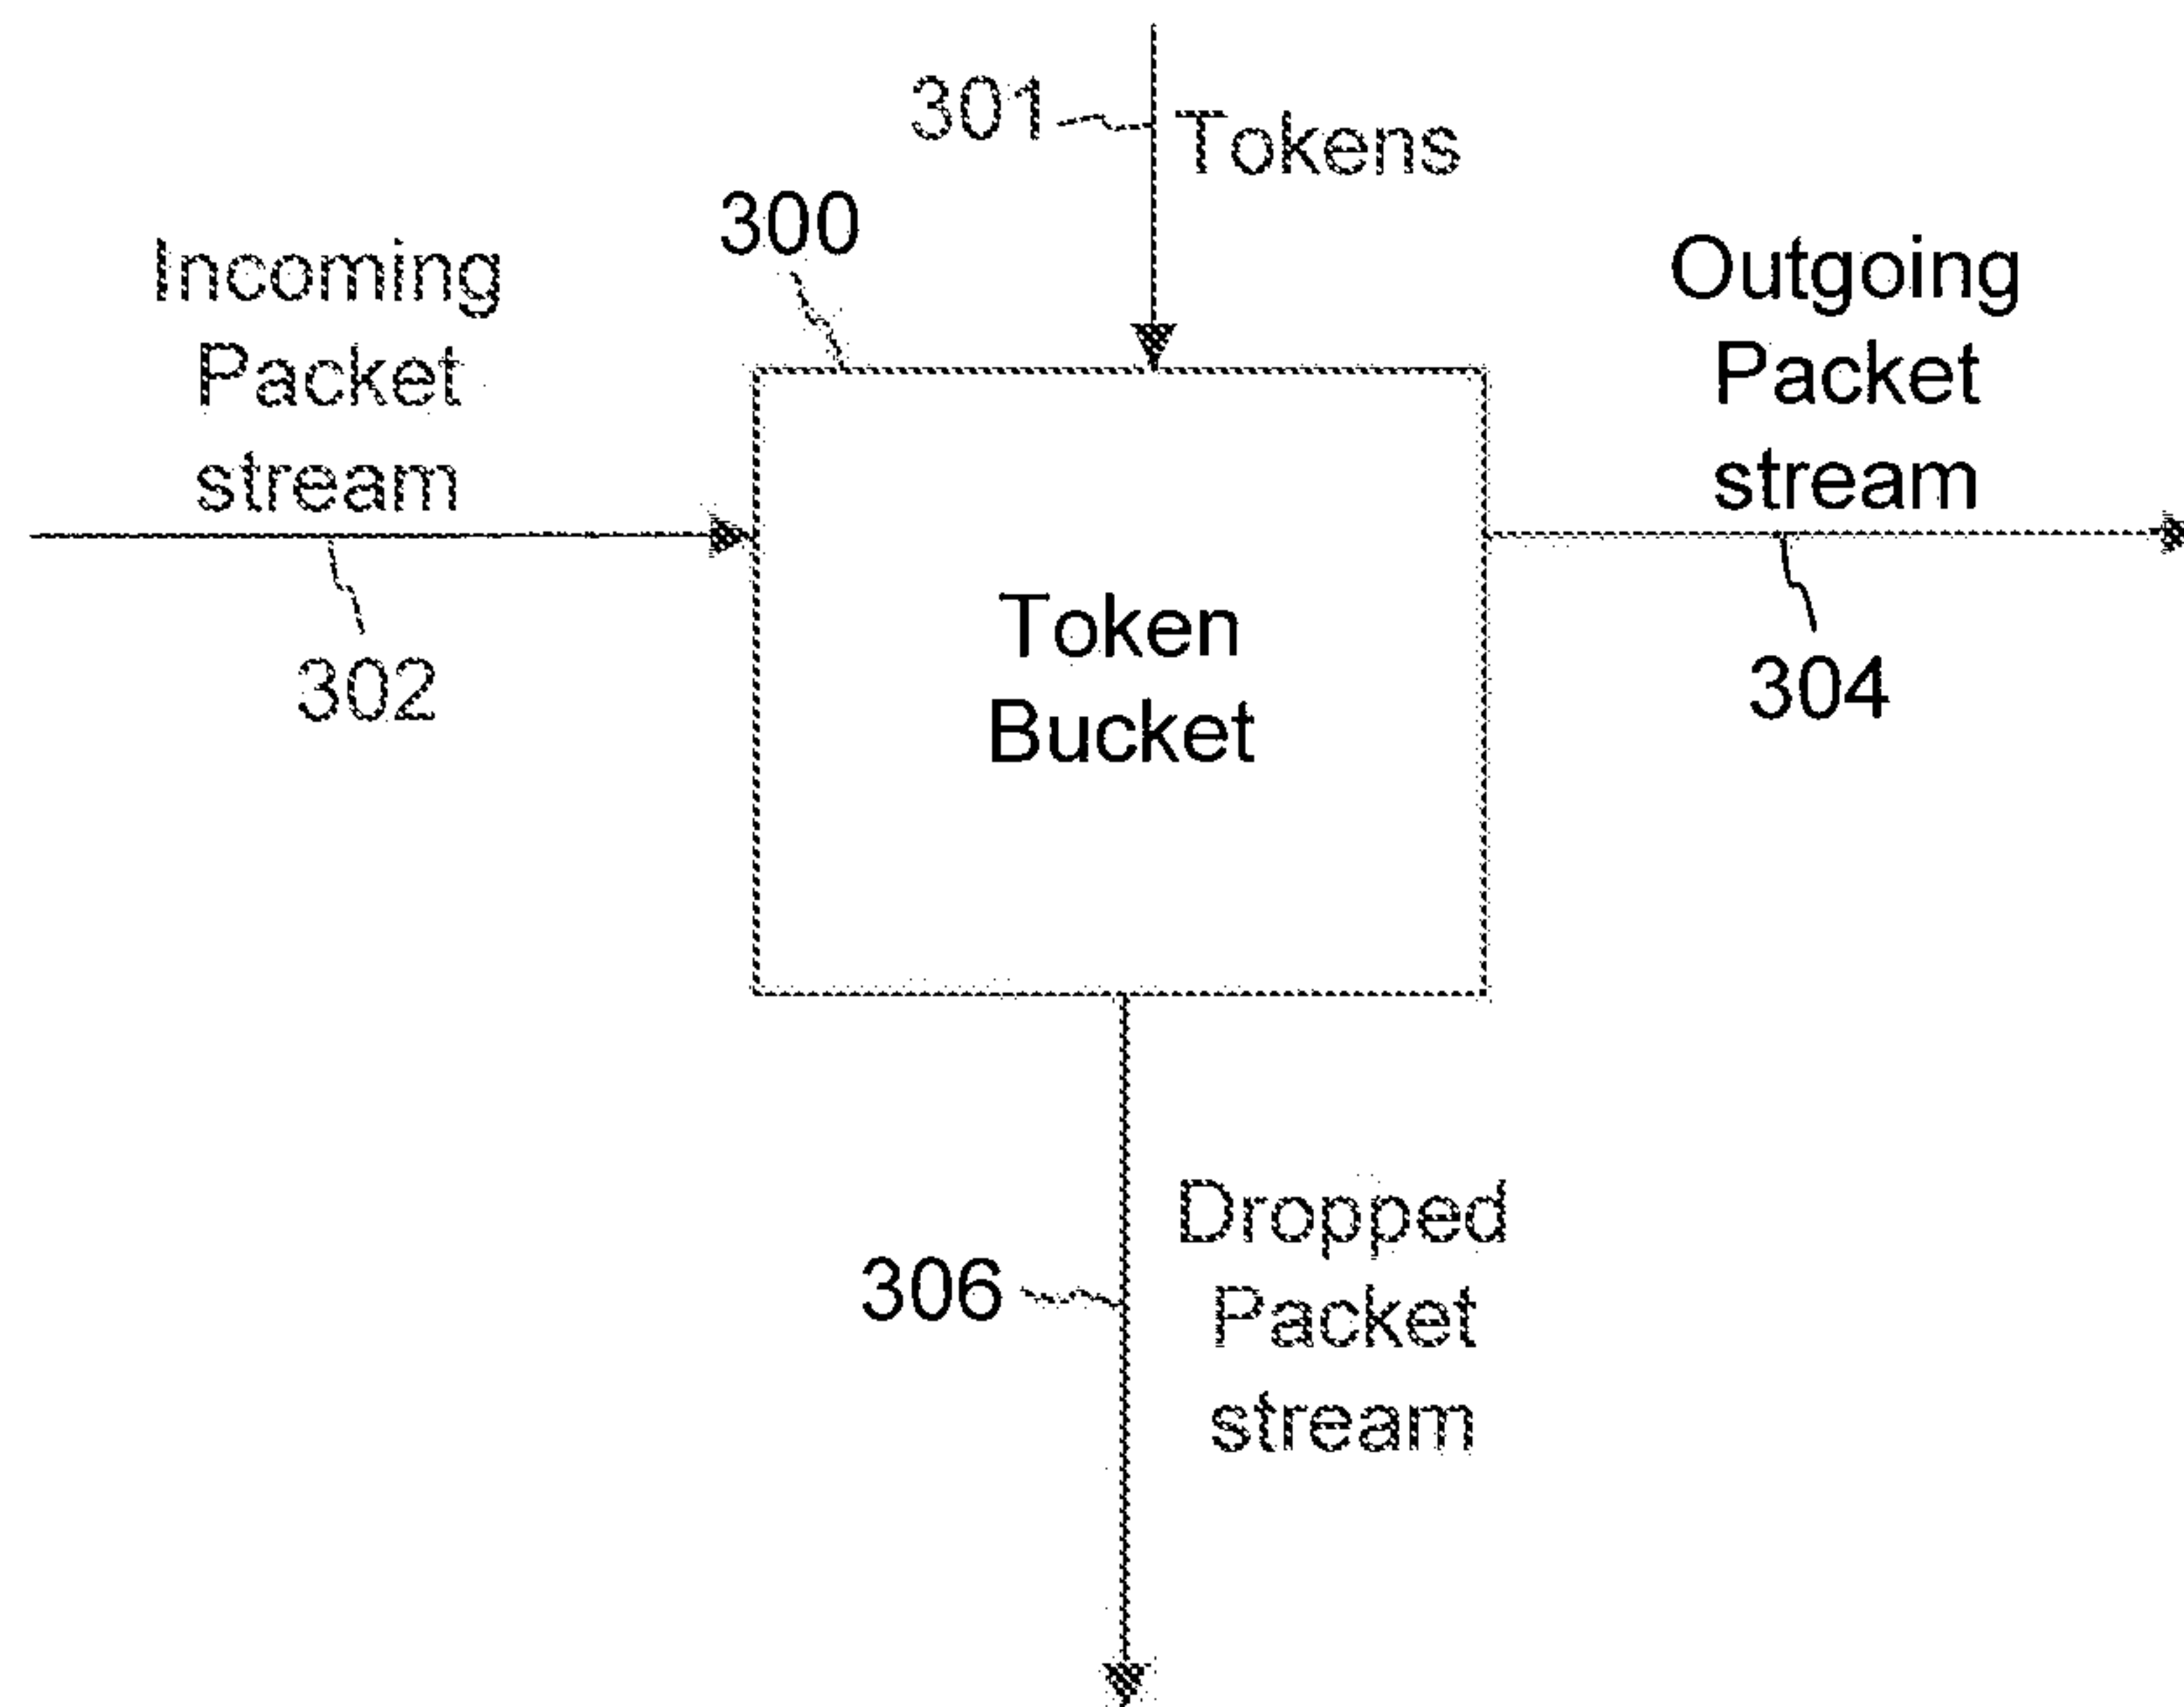 301
Tokens
300
Incoming
Packet
stream
Outgoing
Packet
stream
302
Token
Bucket
304
306
Dropped
Packet
stream